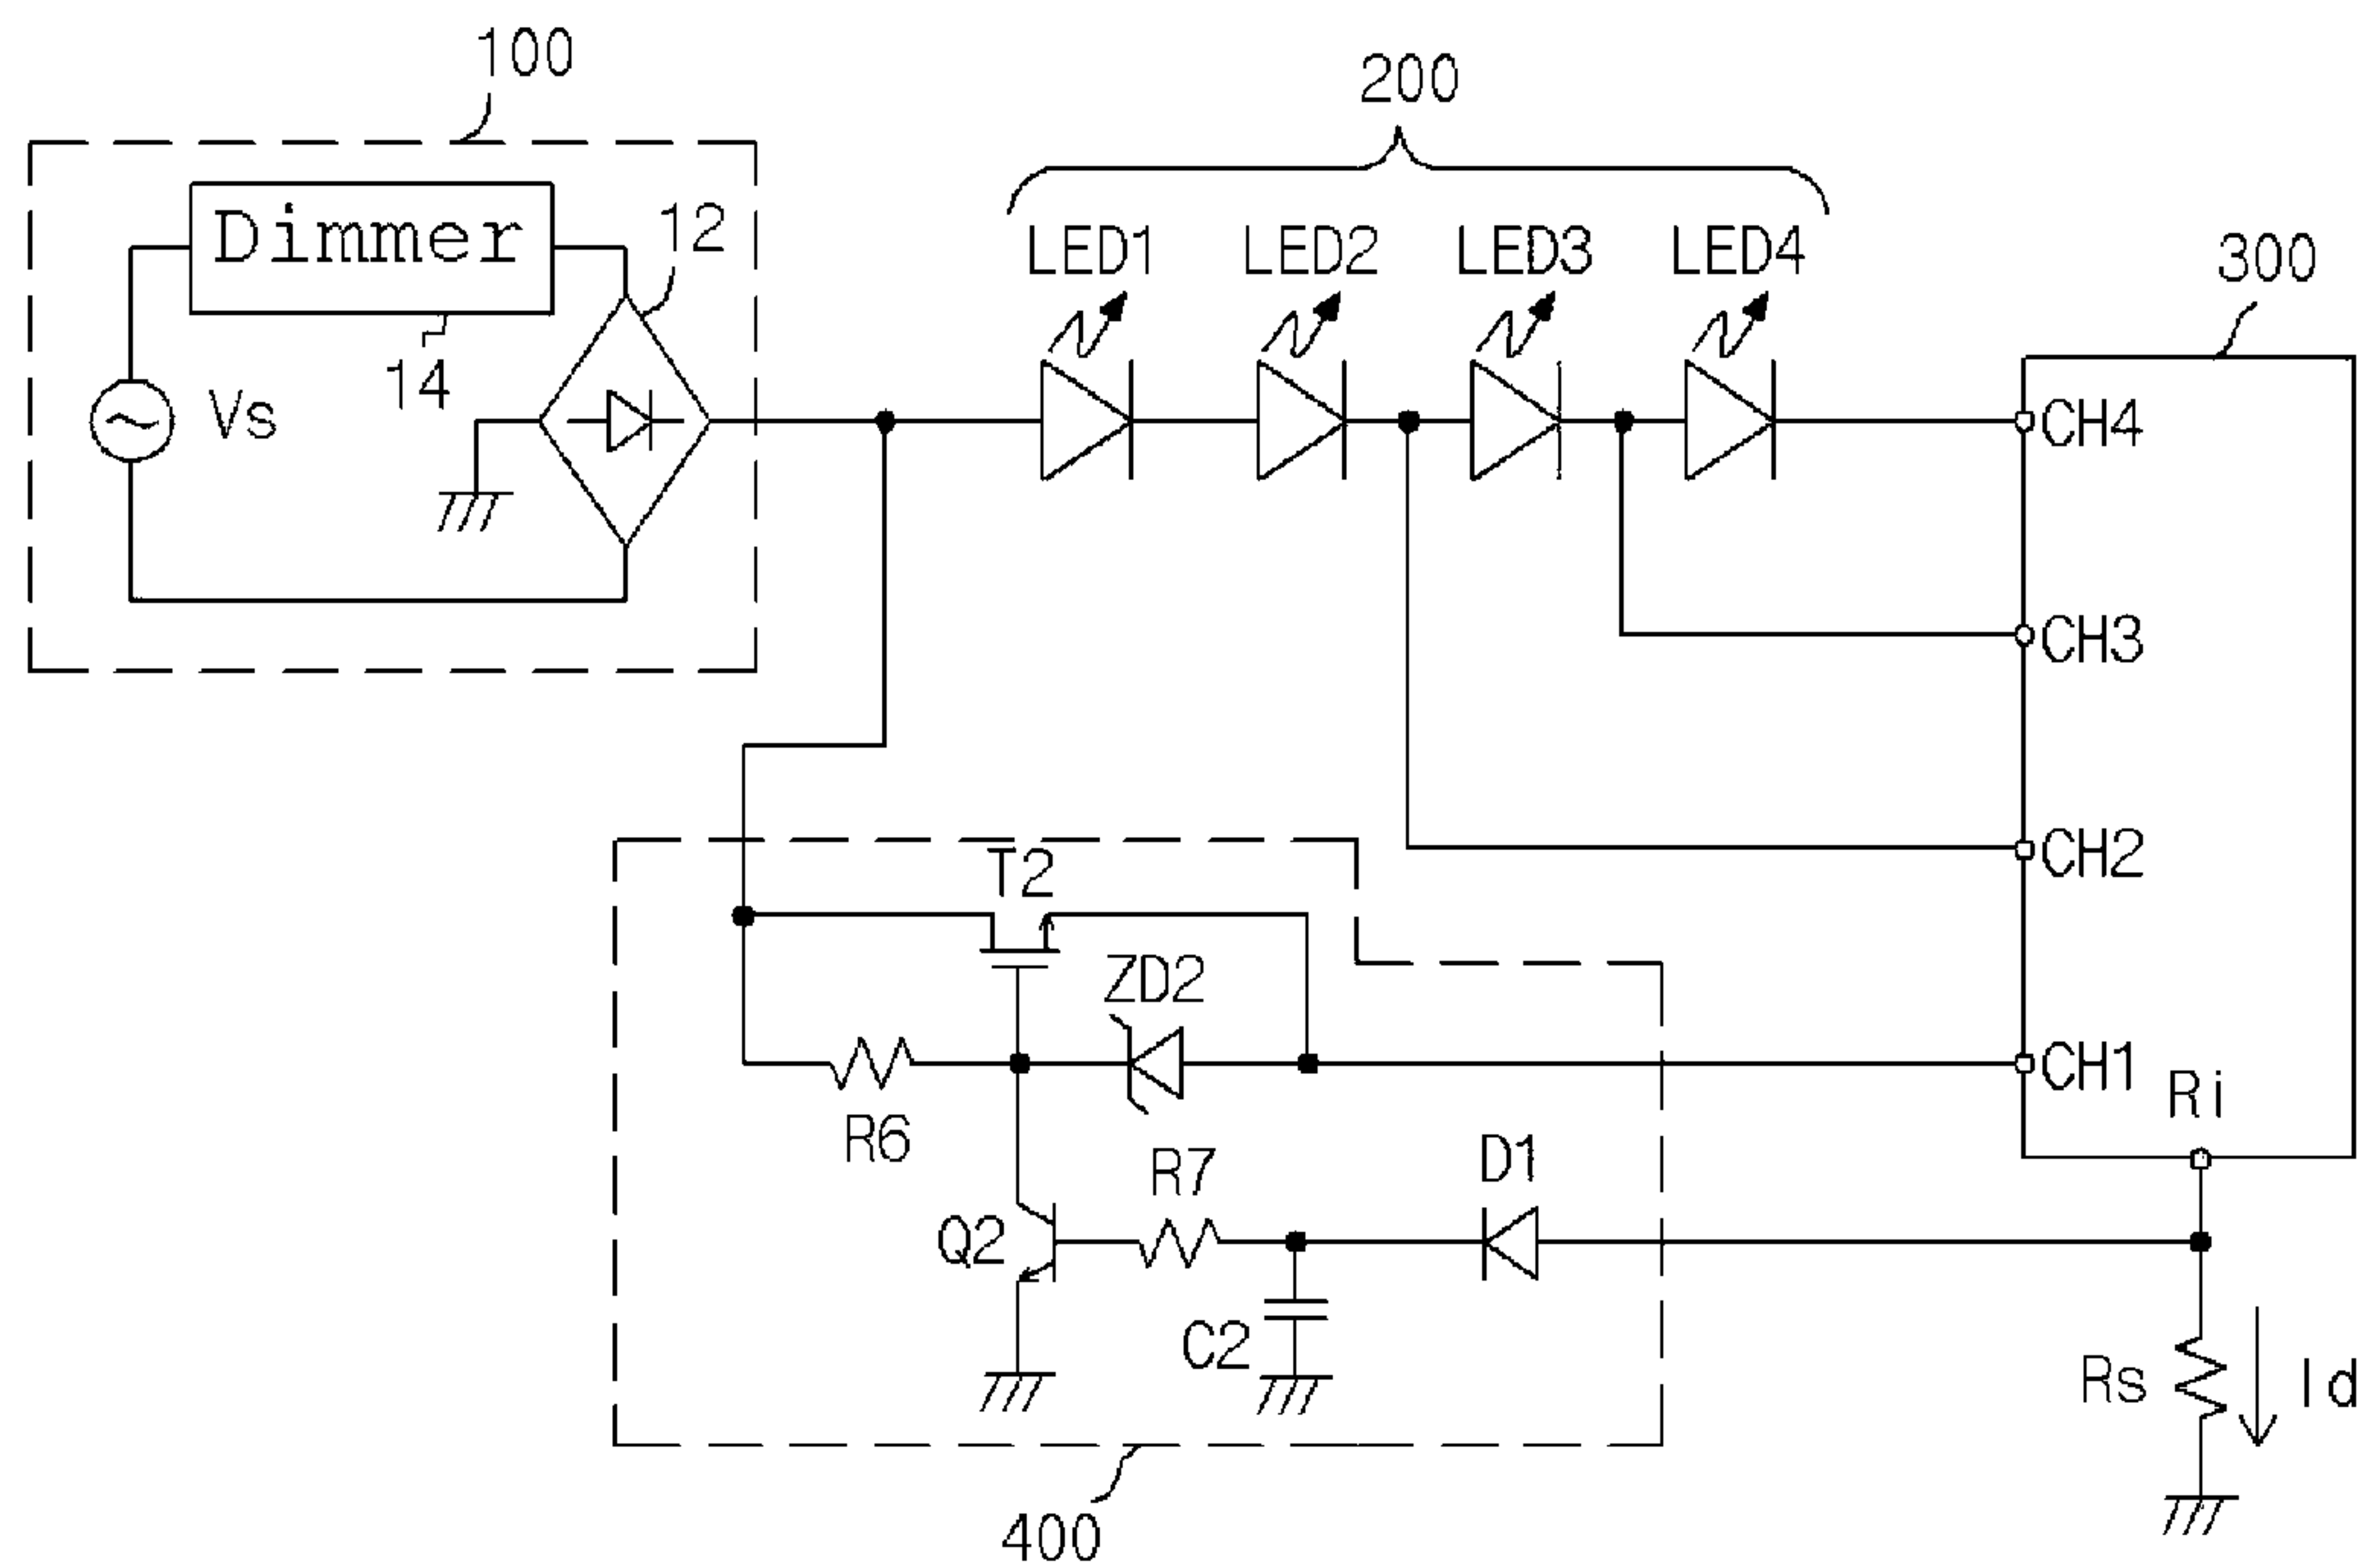 100
200
Dimmer
12
LED1 LED2 LED3 LED4
300
14
Vs
CH4
CH3
T2
CH2
ZD2
CH1
Ri
R6
R7
D1
Q2
C2
Rs
Id
400